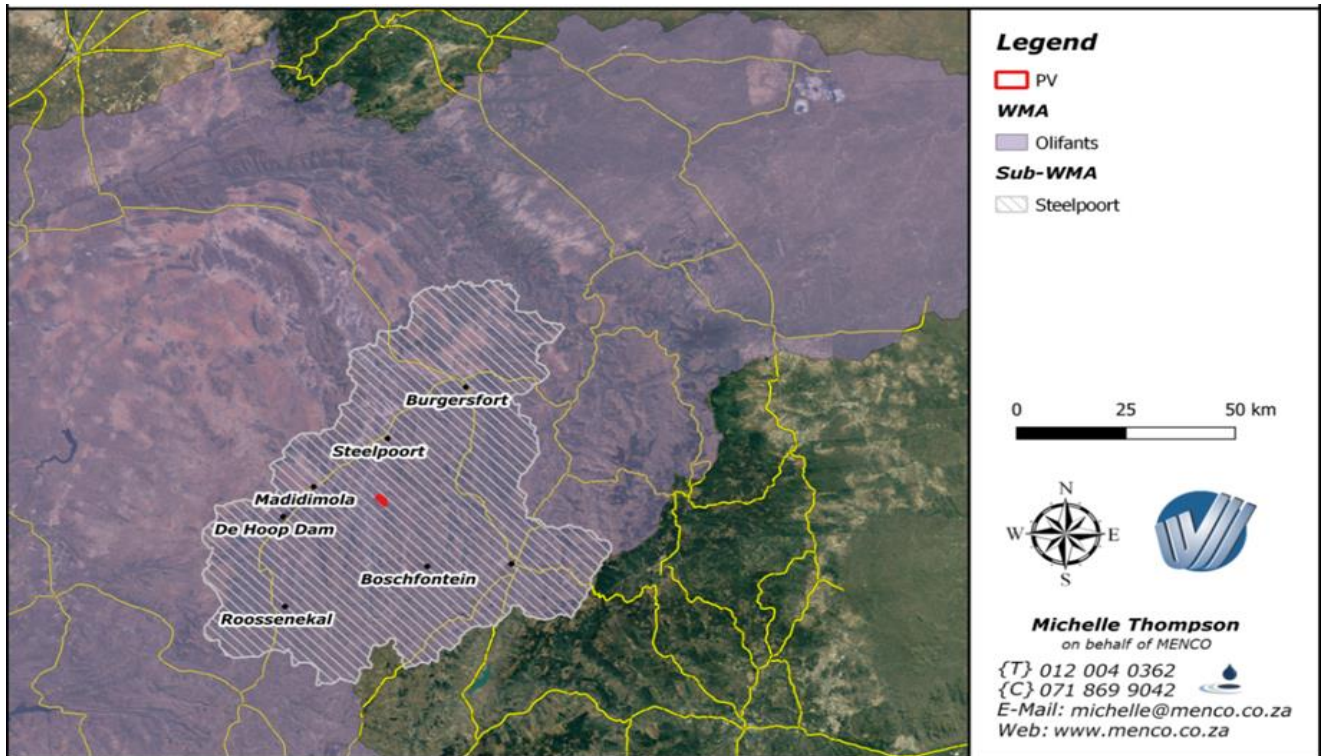 Burgersfort
Steelpoort
Madidimola
De Hoop Dam
Boschfontein
Roossenekal
Legend
PV
WMA
Olifants
Sub-WMA
Steelpoort
0 25 50 km
N
W E
S
Michelle Thompson
on behalf of MENCO
{T} 012 004 0362
{C} 071 869 9042
E-Mail: michelle@menco.co.za
Web: www.menco.co.za